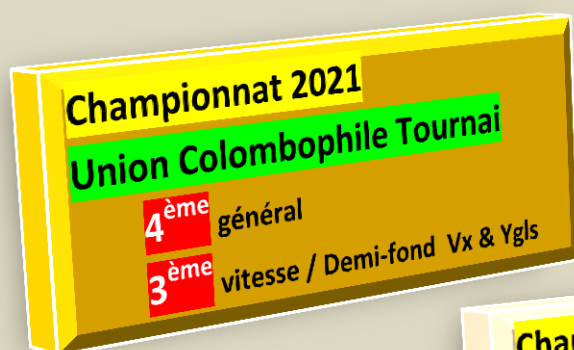 Championnat 2021
Union Colombophile Tournai
4ème général
3ème vitesse / Demi-fond Vx & Ygls